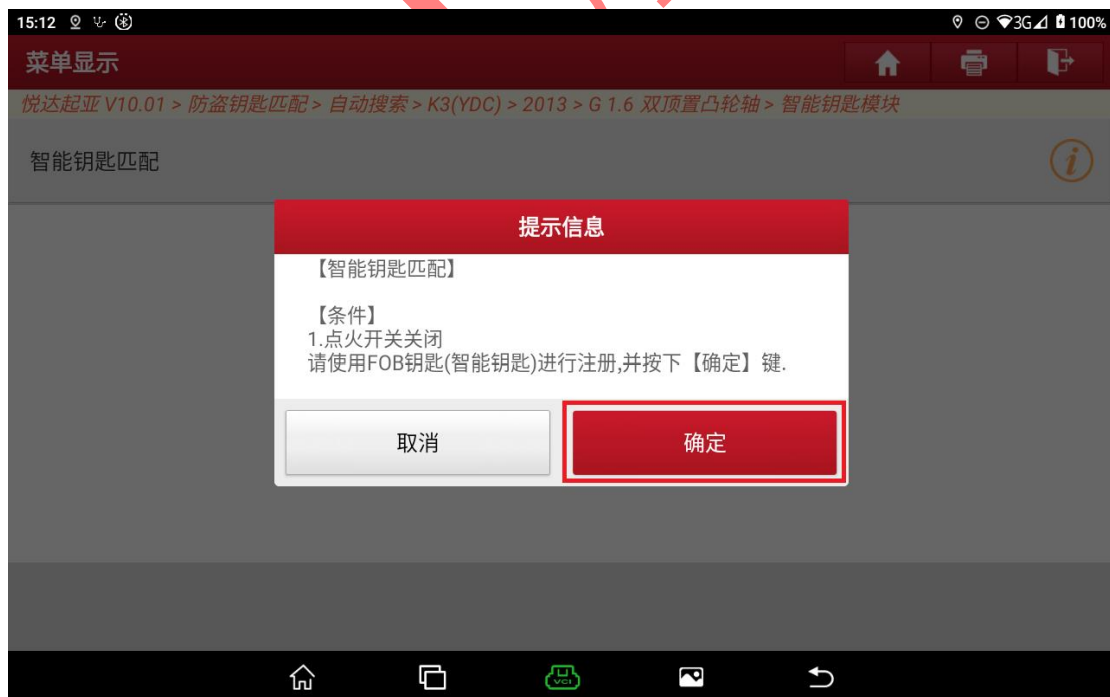 15:12 3G 100%
菜单显示
悦达起亚 V10.01 > 防盗钥匙匹配 > 自动搜索 > K3(YDC) > 2013 > G 1.6 双顶置凸轮轴 > 智能钥匙模块
智能钥匙匹配
i
提示信息
【智能钥匙匹配】
【条件】
1.点火开关关闭
请使用FOB钥匙(智能钥匙)进行注册,并按下【确定】键.
取消 确定
VCI